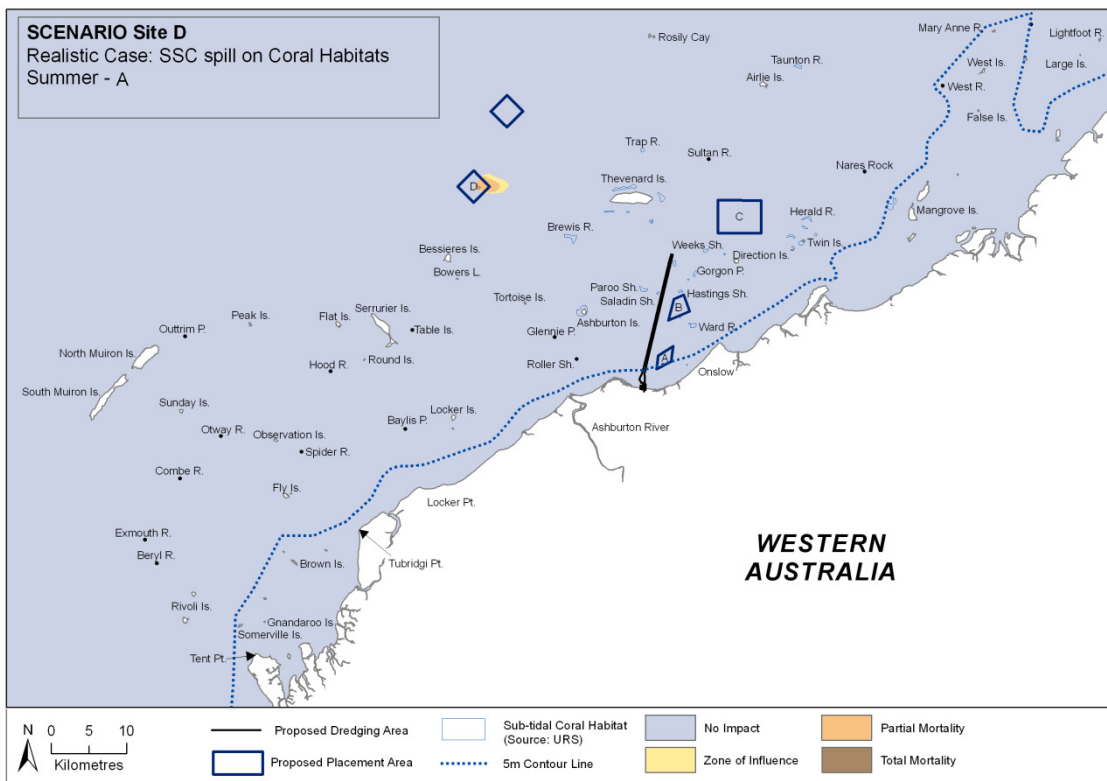 SCENARIO Site D
Realistic Case: SSC spill on Coral Habitats
Summer - A
Rosily Cay
Mary Anne R.
Lightfoot R.
Taunton R.
Airlie Is.
West Is.
Large Is.
West R.
False Is.
Trap R.
Sultan R.
Nares Rock
Thevenard Is.
D
C
Herald R.
Mangrove Is.
Brewis R.
Twin Is.
Weeks Sh.
Direction Is.
Bessieres Is.
Bowers L.
Gorgon P.
Paroo Sh.
Hastings Sh.
Saladin Sh.
Tortoise Is.
B
Serrurier Is.
Ashburton Is.
Peak Is.
Flat Is.
Table Is.
Ward R.
Outtrim P.
Glennie P.
North Muiron Is.
Round Is.
Roller Sh.
A
Hood R.
Onslow
South Muiron Is.
Sunday Is.
Locker Is.
Baylis P.
Otway R.
Observation Is.
Ashburton River
Spider R.
Combe R.
Fly Is.
Locker Pt.
Exmouth R.
WESTERN
AUSTRALIA
Beryl R.
Brown Is.
Tubridgi Pt.
Rivoli Is.
Gnandaroo Is.
Somerville Is.
Tent Pt.
N
0 5 10
Kilometres
Proposed Dredging Area
Proposed Placement Area
Sub-tidal Coral Habitat
(Source: URS)
5m Contour Line
No Impact
Zone of Influence
Partial Mortality
Total Mortality